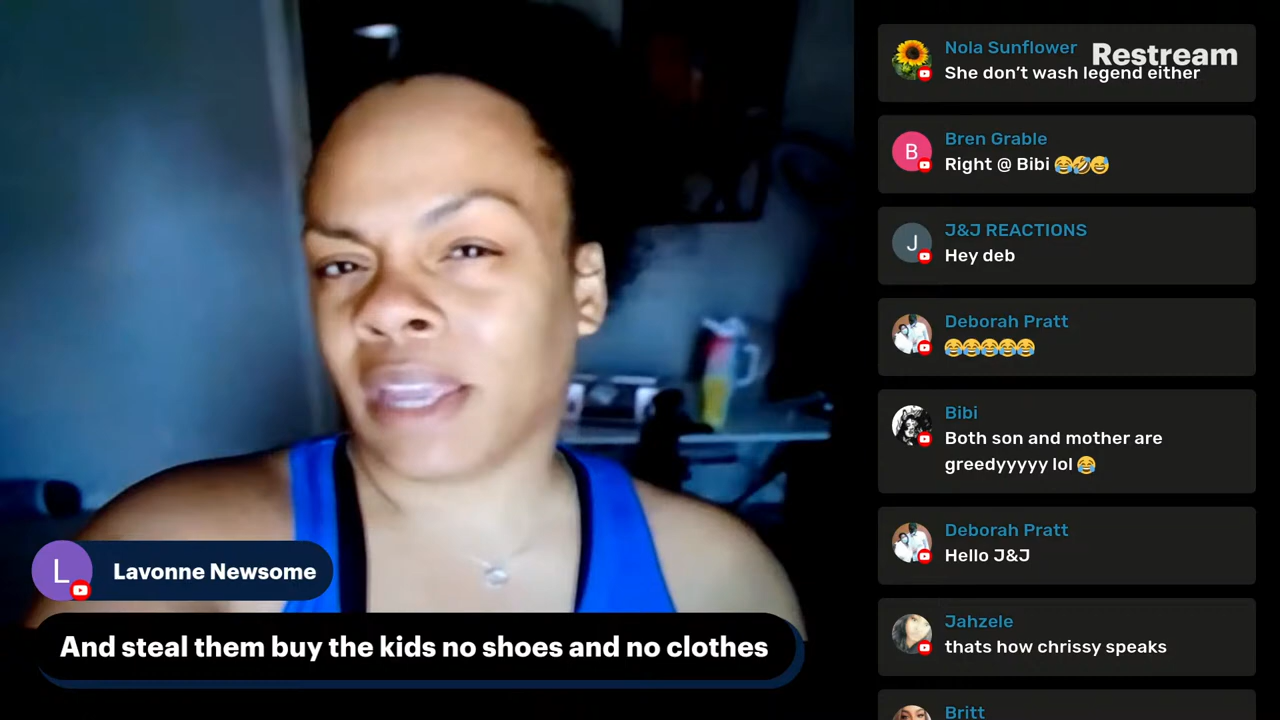 Restream
Nola Sunflower
She don’t wash legend either
B
Bren Grable
Right @ Bibi 😂🤣😅
J
J&J REACTIONS
Hey deb
Deborah Pratt
😂😂😂😂😂
Bibi
Both son and mother are
greedyyyyy lol 😂
Deborah Pratt
Hello J&J
Jahzele
thats how chrissy speaks
Britt
L
Lavonne Newsome
And steal them buy the kids no shoes and no clothes